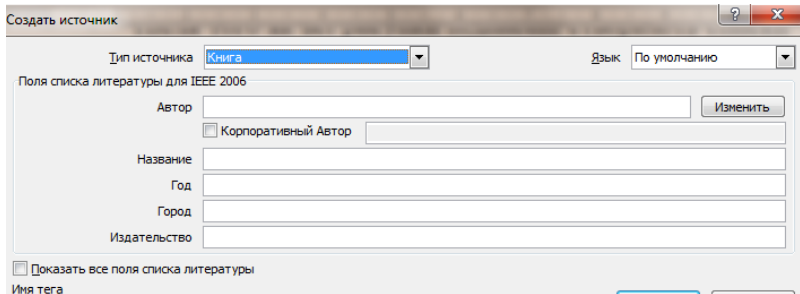 Создать источник
Тип источника Книга Язык По умолчанию
Поля списка литературы для IEEE 2006
Автор Изменить
Корпоративный Автор
Название
Год
Город
Издательство
Показать все поля списка литературы
Имя тега